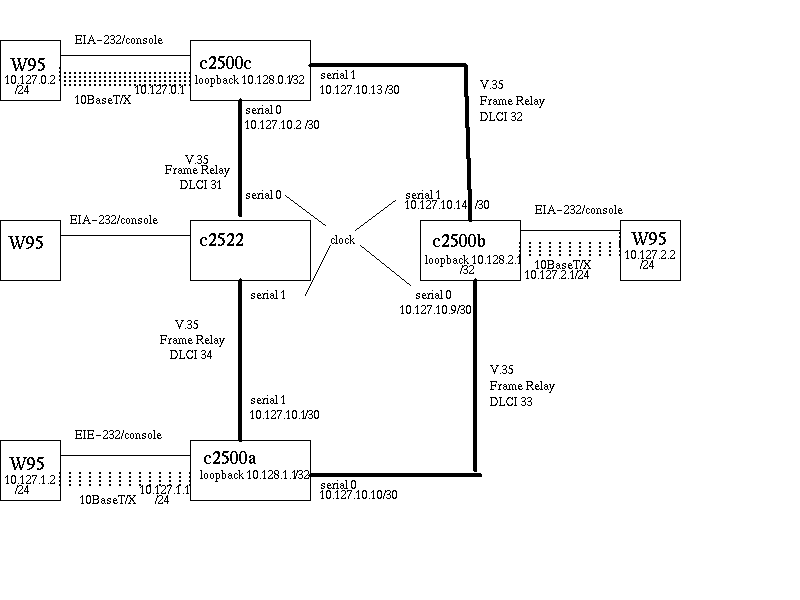 EIA-232/console
W95
10.127.0.2
/24
10.127.0.1
10BaseT/X
c2500c
loopback 10.128.0.1/32
serial 1
10.127.10.13 /30
serial 0
10.127.10.2 /30
V.35
Frame Relay
DLCI 32
V.35
Frame Relay
DLCI 31
serial 0
serial 1
10.127.10.14 /30
EIA-232/console
W95
EIA-232/console
c2522
clock
c2500b
loopback 10.128.2.1
/32
10BaseT/X
10.127.2.1/24
W95
10.127.2.2
/24
serial 1
serial 0
10.127.10.9/30
V.35
Frame Relay
DLCI 34
V.35
Frame Relay
DLCI 33
serial 1
10.127.10.1/30
EIE-232/console
W95
10.127.1.2
/24
10.127.1.1
/24
10BaseT/X
c2500a
loopback 10.128.1.1/32
serial 0
10.127.10.10/30